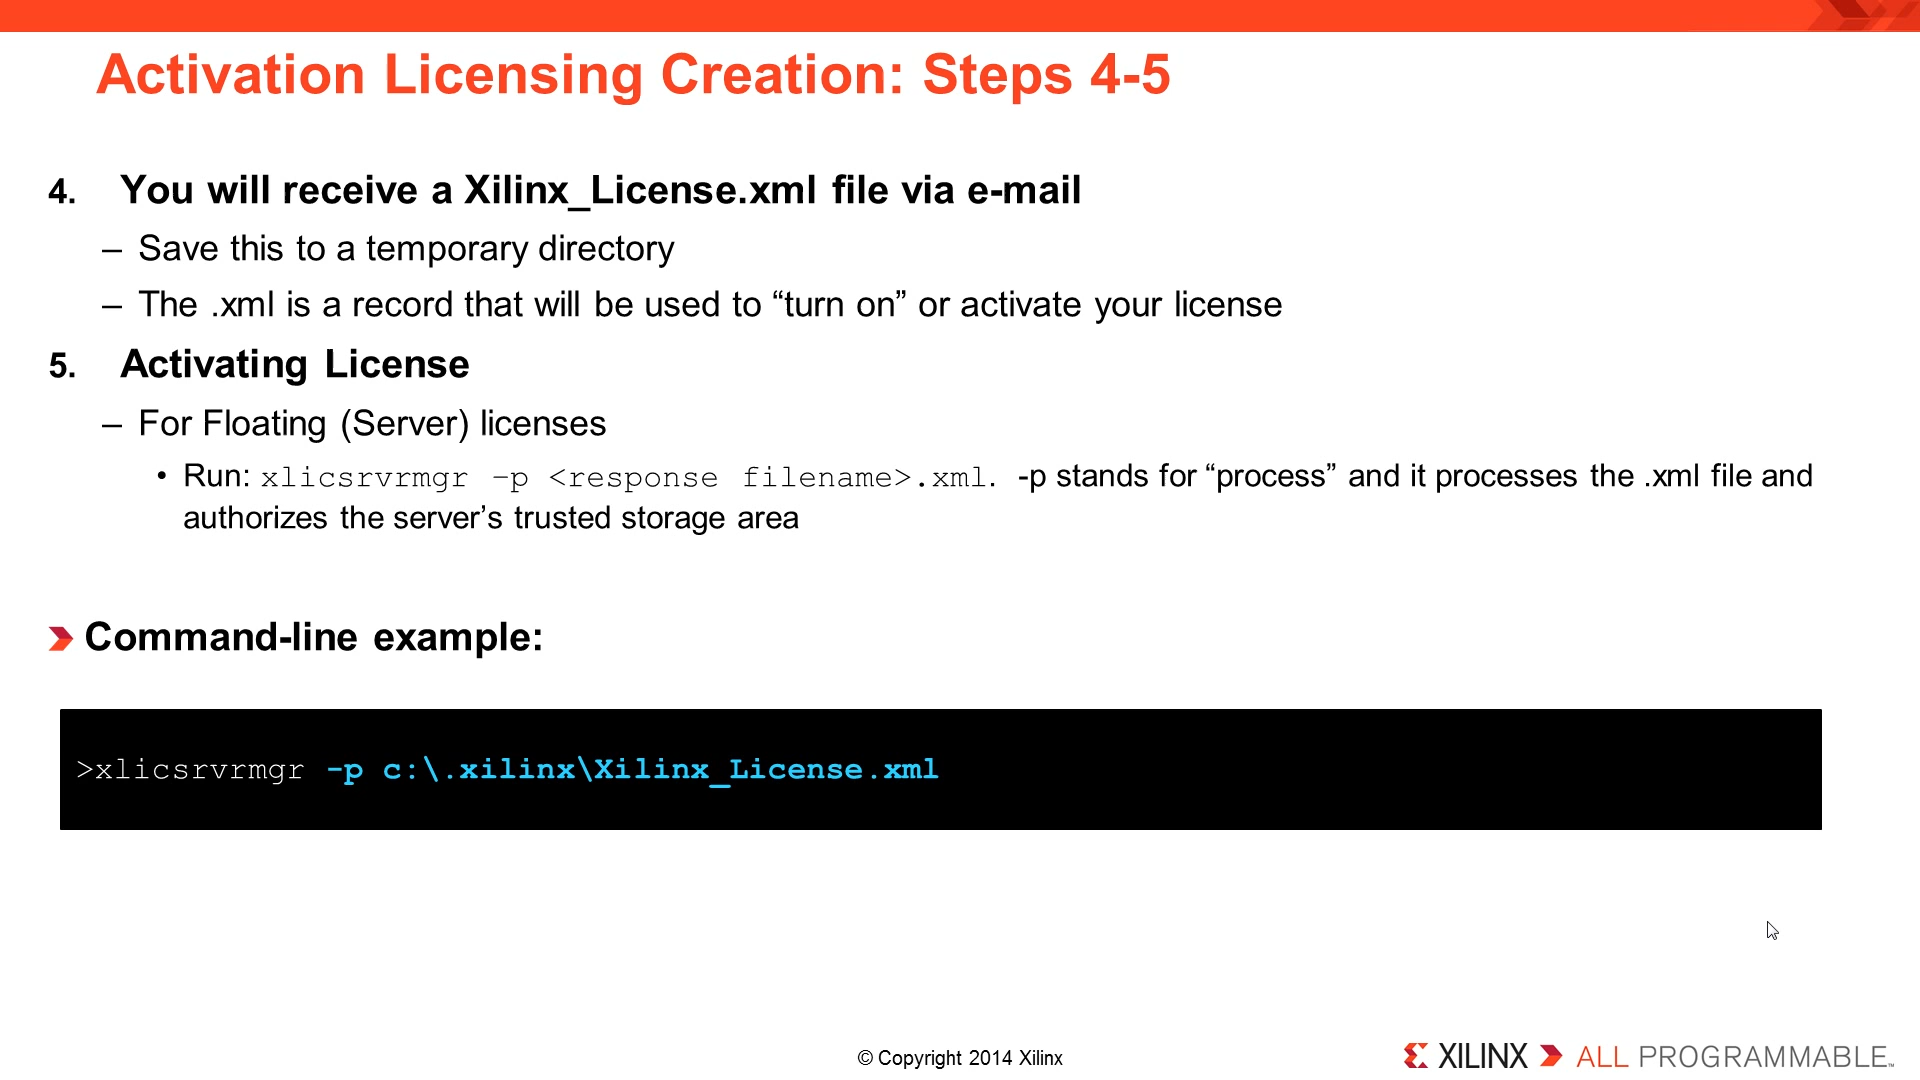 Activation Licensing Creation: Steps 4-5
4. You will receive a Xilinx_License.xml file via e-mail
– Save this to a temporary directory
– The .xml is a record that will be used to “turn on” or activate your license
5. Activating License
– For Floating (Server) licenses
• Run: xlicsrvrmgr –p <response filename>.xml. -p stands for “process” and it processes the .xml file and
authorizes the server’s trusted storage area
Command-line example:
>xlicsrvrmgr –p c:\.xilinx\Xilinx_License.xml
© Copyright 2014 Xilinx
XILINX ALL PROGRAMMABLE™